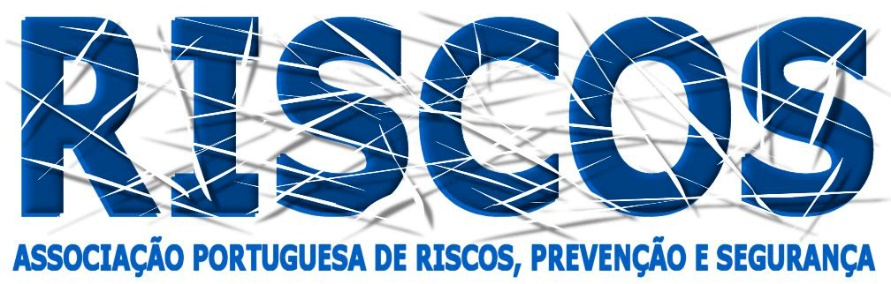 RISCOS
ASSOCIAÇÃO PORTUGUESA DE RISCOS, PREVENÇÃO E SEGURANÇA